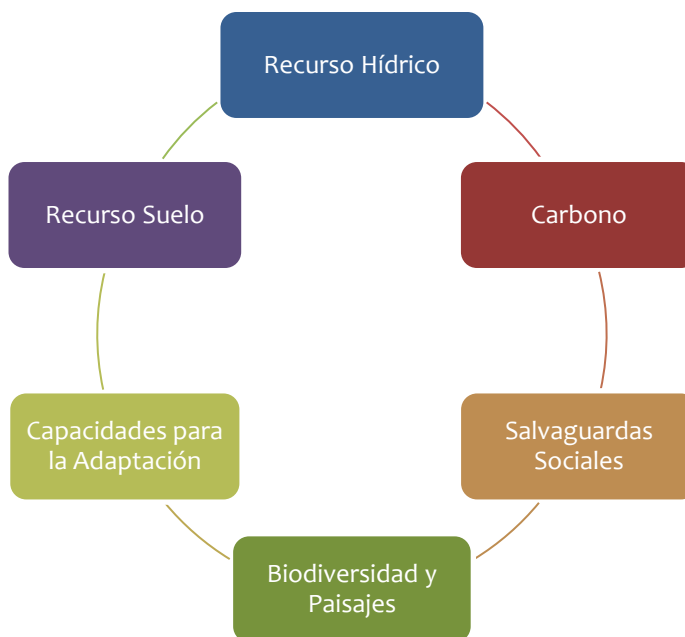 Recurso Hídrico
Carbono
Salvaguardas
Sociales
Biodiversidad y
Paisajes
Capacidades para
la Adaptación
Recurso Suelo